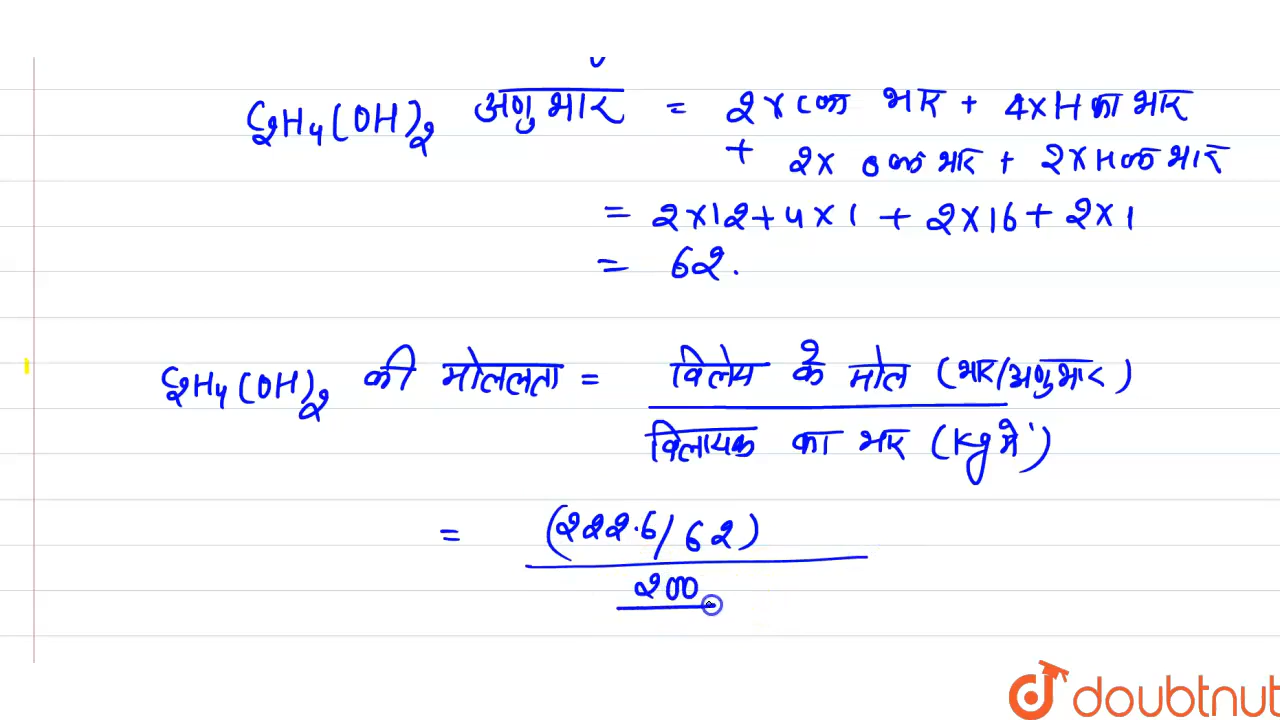 C2H4(OH)2 अणुभार = 2 x C का भार + 4 x H का भार
+ 2 x O का भार + 2 x H का भार
= 2 x 12 + 4 x 1 + 2 x 16 + 2 x 1
= 62.
C2H4(OH)2 की मोललता = विलेय के मोल (भार/अणुभार)
विलायक का भार (Kg में)
= (222.6/62)
200
doubtnut